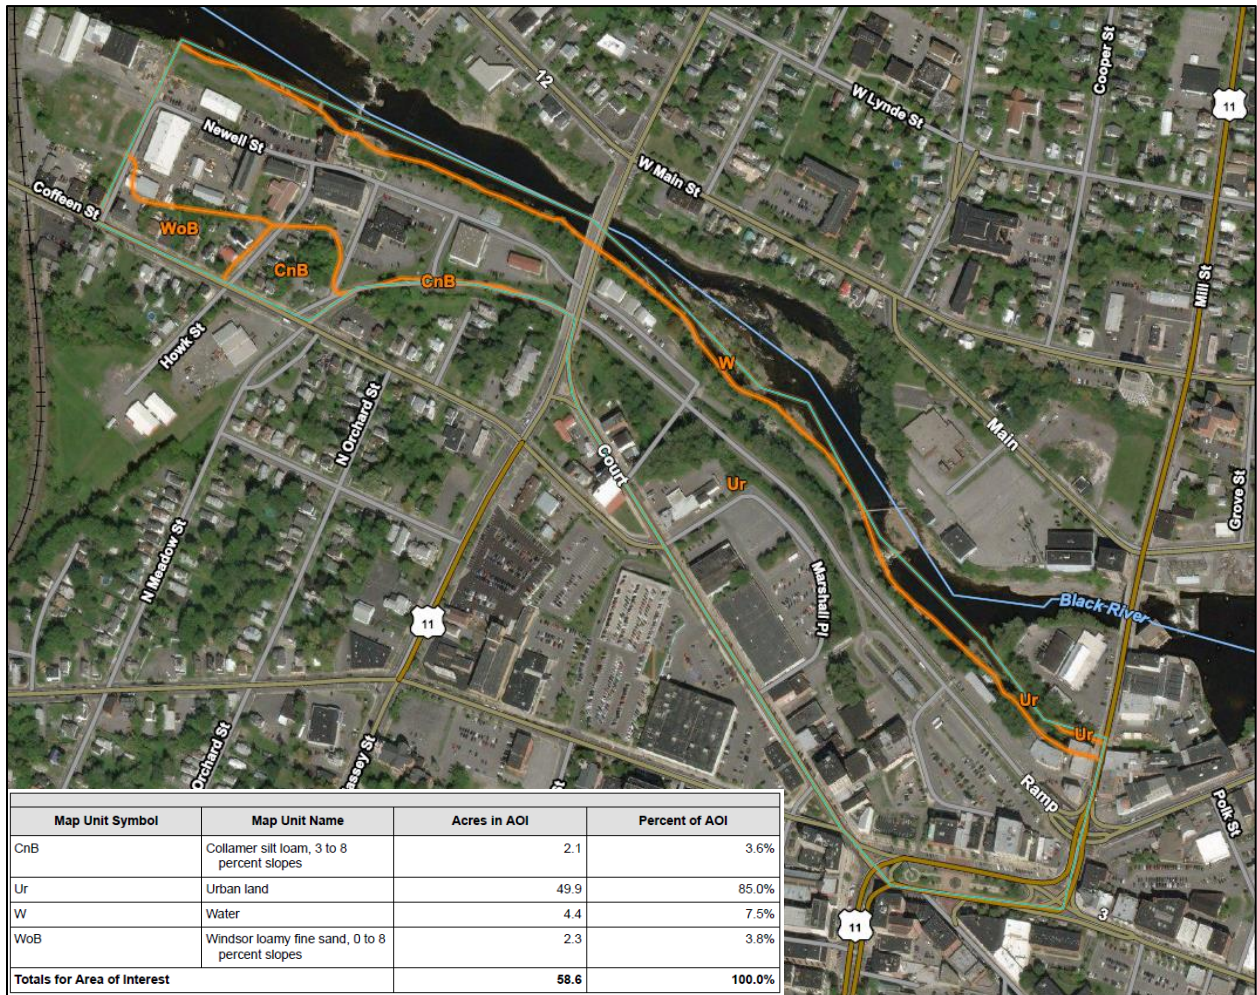 12
W Lynde St
Cooper St
11
Newell St
W Main St
Coffeen St
WoB
CnB
CnB
Mill St
Howk St
W
N Orchard St
Main
Court
Ur
Grove St
N Meadow St
Marshall Pl
11
Black River
Ur
Ur
Orchard St
assey St
St
Ramp
Polk St
11
3
Map Unit Symbol Map Unit Name Acres in AOI Percent of AOI
CnB Collamer silt loam, 3 to 8 2.1 3.6%
percent slopes
Ur Urban land 49.9 85.0%
W Water 4.4 7.5%
WoB Windsor loamy fine sand, 0 to 8 2.3 3.8%
percent slopes
Totals for Area of Interest 58.6 100.0%